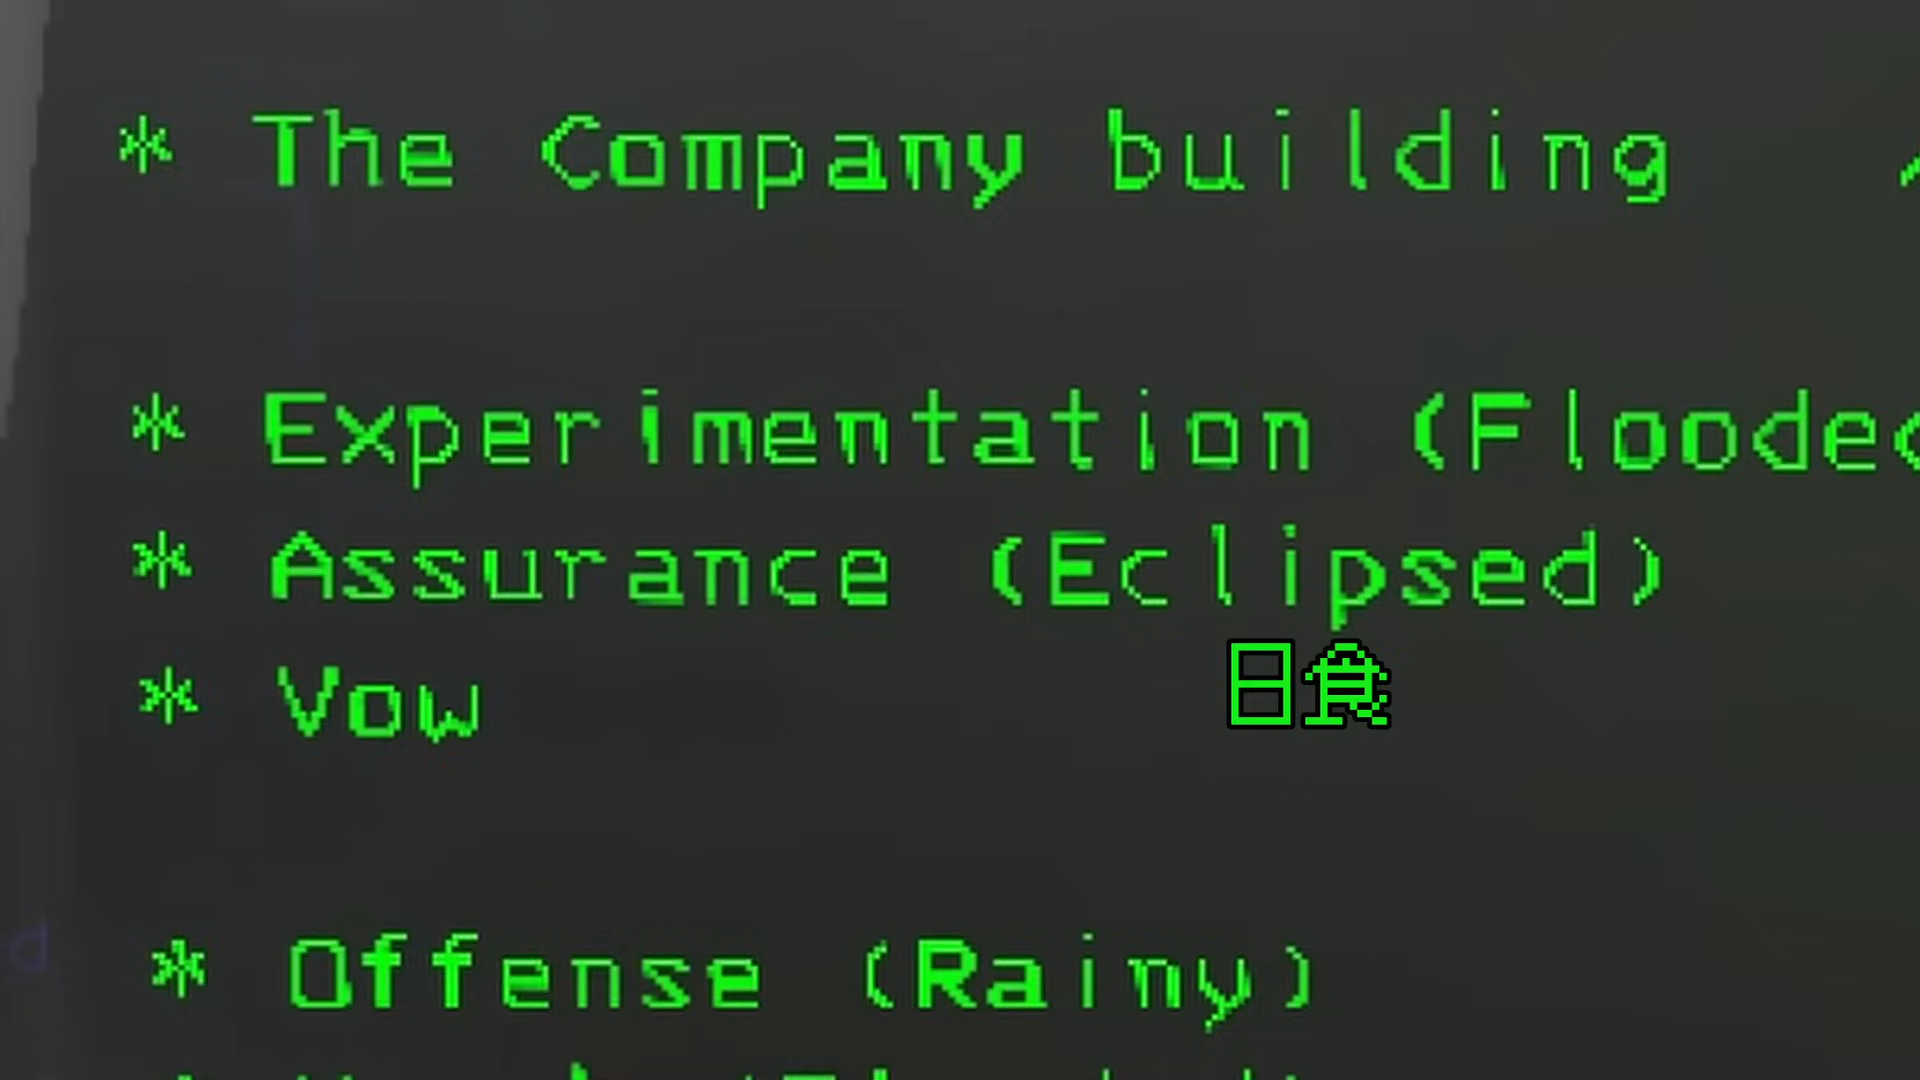 * The Company building
* Experimentation (Flooded
* Assurance (Eclipsed)
日食
* Vow
* Offense (Rainy)